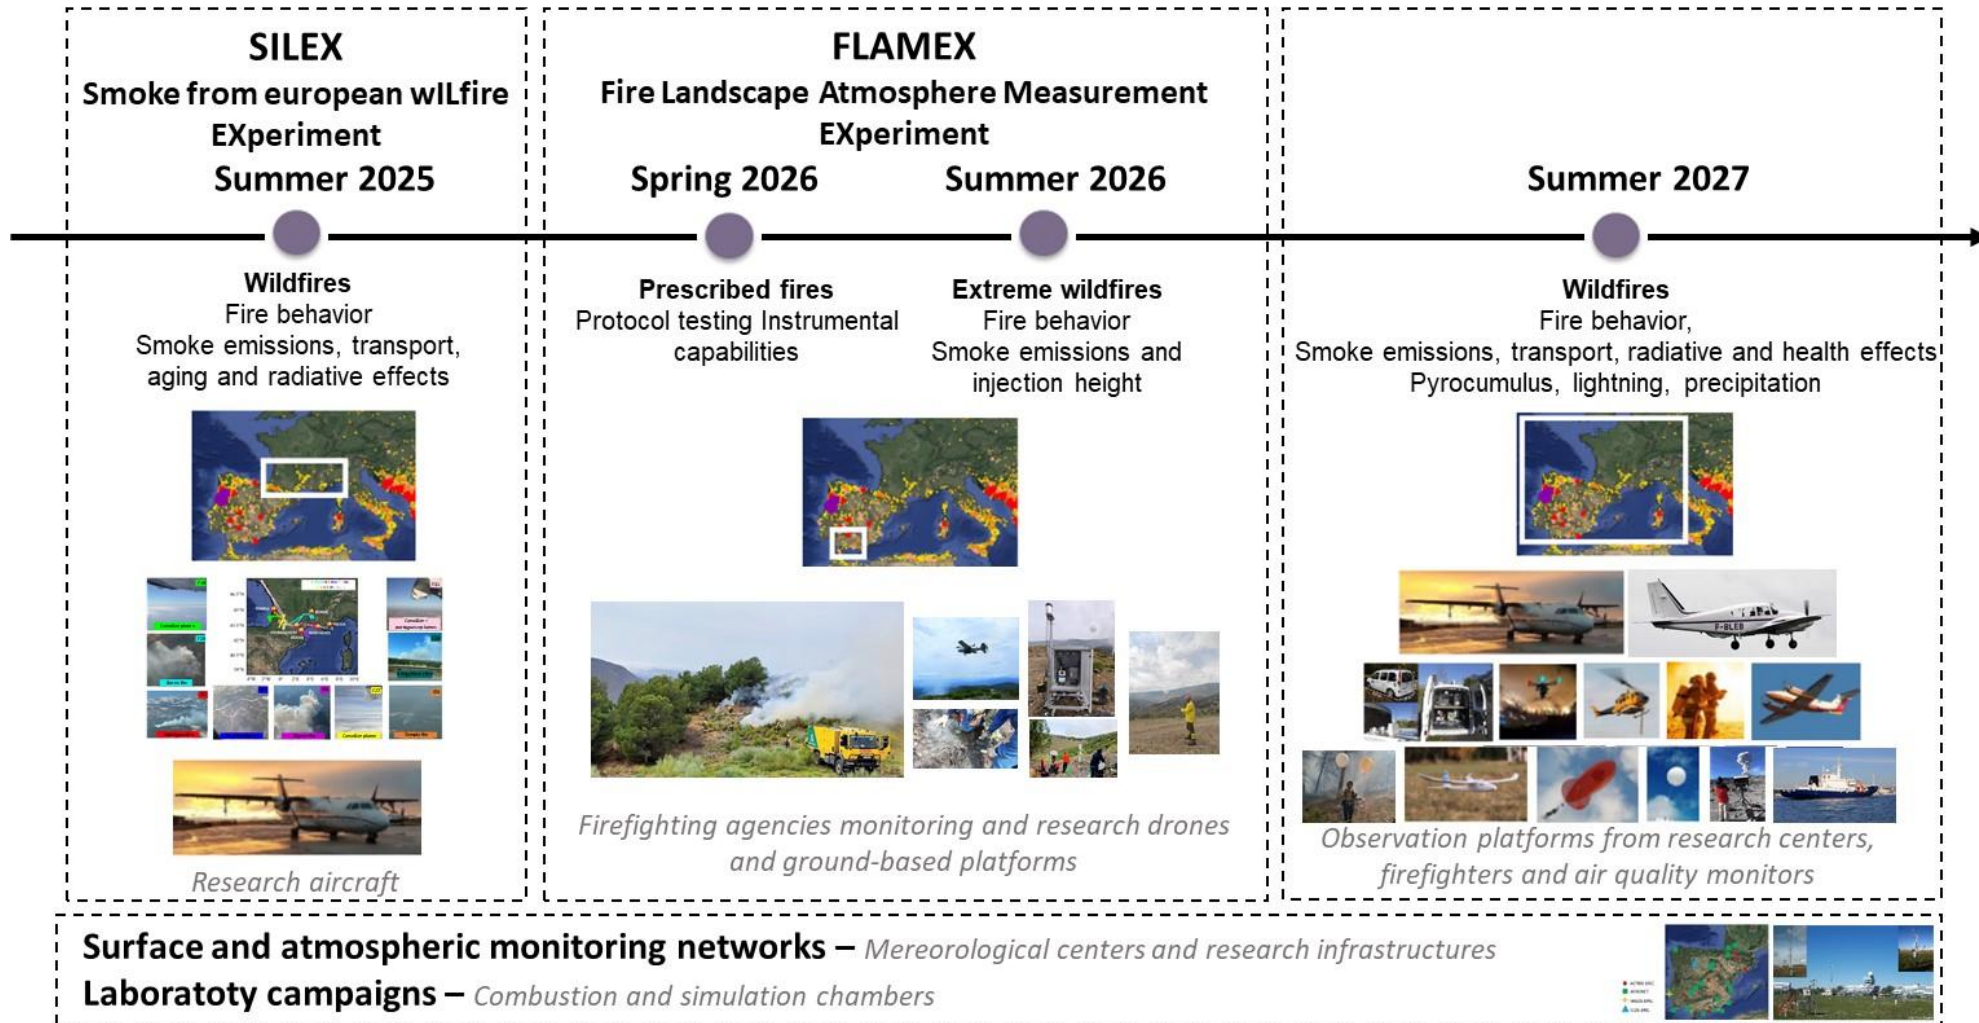 SILEX
Smoke from european wILfire
EXperiment
Summer 2025
FLAMEX
Fire Landscape Atmosphere Measurement
EXperiment
Spring 2026
Summer 2026
Summer 2027
Wildfires
Fire behavior
Smoke emissions, transport,
aging and radiative effects
Prescribed fires
Protocol testing Instrumental
capabilities
Extreme wildfires
Fire behavior
Smoke emissions and
injection height
Wildfires
Fire behavior,
Smoke emissions, transport, radiative and health effects
Pyrocumulus, lightning, precipitation
F-BLEB
Research aircraft
Firefighting agencies monitoring and research drones
and ground-based platforms
Observation platforms from research centers,
firefighters and air quality monitors
Surface and atmospheric monitoring networks – Mereorological centers and research infrastructures
Laboratoty campaigns – Combustion and simulation chambers